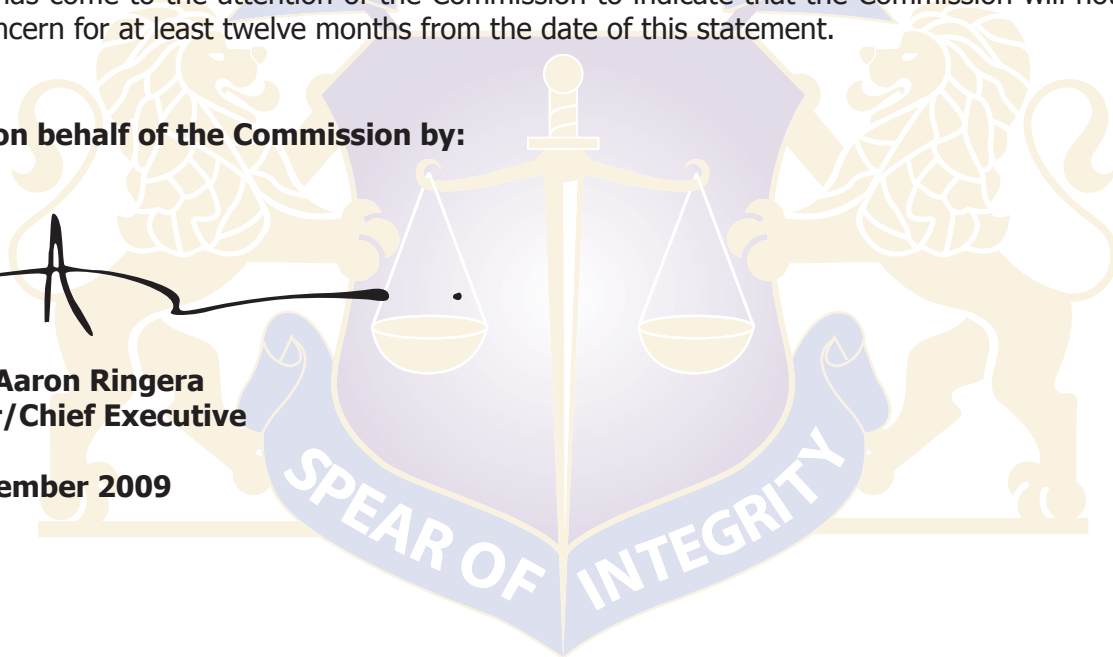 has come to the attention of the Commission to indicate that the Commission will not
ncern for at least twelve months from the date of this statement.
on behalf of the Commission by:
Aaron Ringera
r/Chief Executive
ember 2009
SPEAR OF INTEGRITY